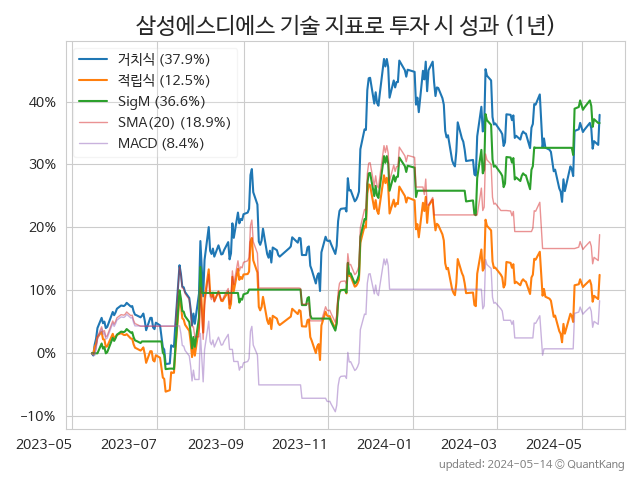 삼성에스디에스 기술 지표로 투자 시 성과 (1년)
거치식 (37.9%)
적립식 (12.5%)
SigM (36.6%)
SMA(20) (18.9%)
MACD (8.4%)
40%
30%
20%
10%
0%
−10%
2023-05 2023-07 2023-09 2023-11 2024-01 2024-03 2024-05
updated: 2024-05-14 ⓒ QuantKang